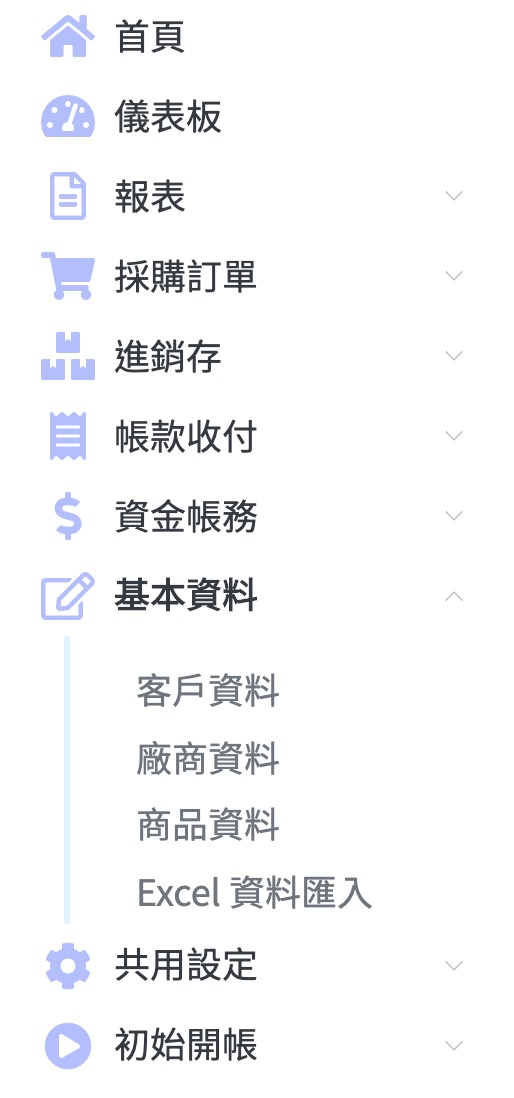 首頁
儀表板
報表
採購訂單
進銷存
帳款收付
資金帳務
基本資料
客戶資料
廠商資料
商品資料
Excel 資料匯入
共用設定
初始開帳